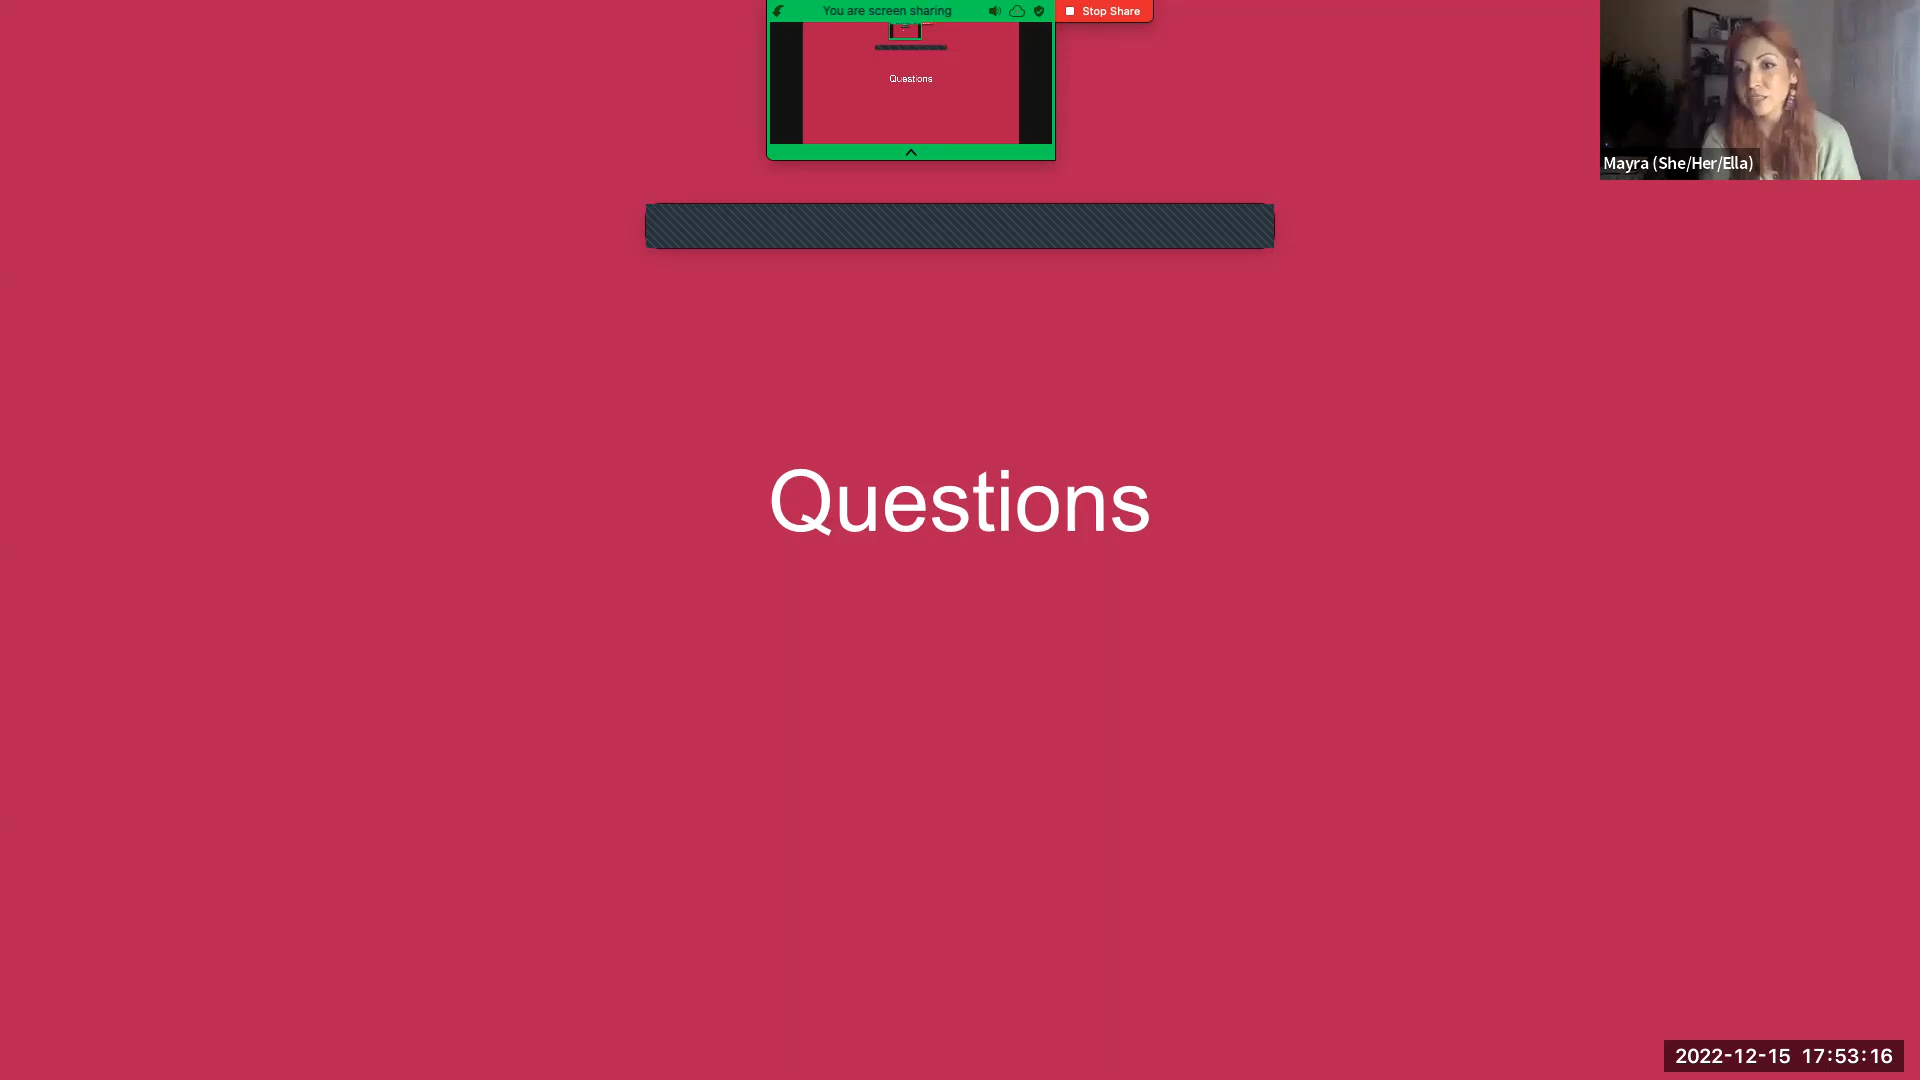 You are screen sharing
Stop Share
Questions
Mayra (She/Her/Ella)
Questions
2022-12-15 17:53:16